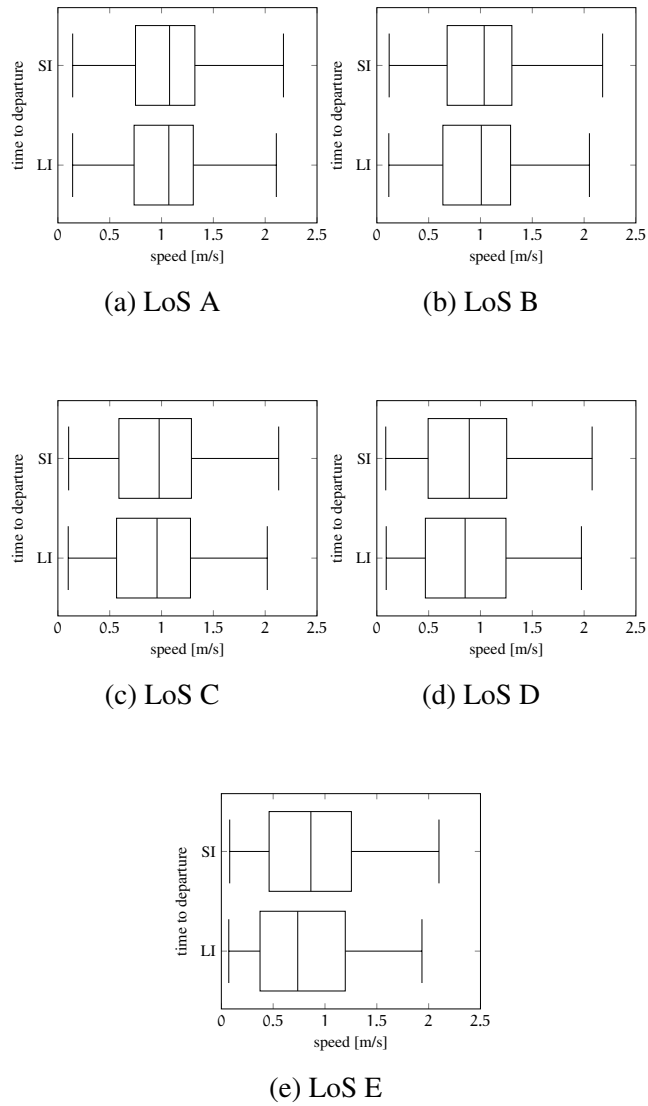 time to departure
SI
LI
0 0.5 1 1.5 2 2.5
speed [m/s]
(a) LoS A
time to departure
SI
LI
0 0.5 1 1.5 2 2.5
speed [m/s]
(b) LoS B
time to departure
SI
LI
0 0.5 1 1.5 2 2.5
speed [m/s]
(c) LoS C
time to departure
SI
LI
0 0.5 1 1.5 2 2.5
speed [m/s]
(d) LoS D
time to departure
SI
LI
0 0.5 1 1.5 2 2.5
speed [m/s]
(e) LoS E